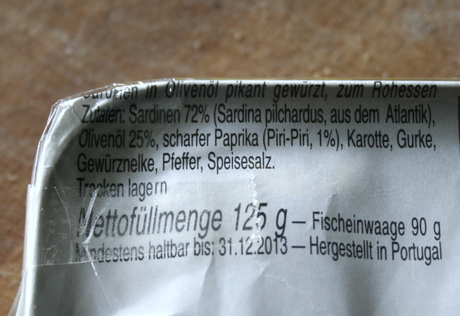 Sardinen in Olivenöl pikant gewürzt, zum Rohessen
Zutaten: Sardinen 72% (Sardina pilchardus, aus dem Atlantik),
Olivenöl 25%, scharfer Paprika (Piri-Piri, 1%), Karotte, Gurke,
Gewürznelke, Pfeffer, Speisesalz.
Trocken lagern
Nettofüllmenge 125 g – Fischeinwaage 90 g
Mindestens haltbar bis: 31.12.2013 – Hergestellt in Portugal